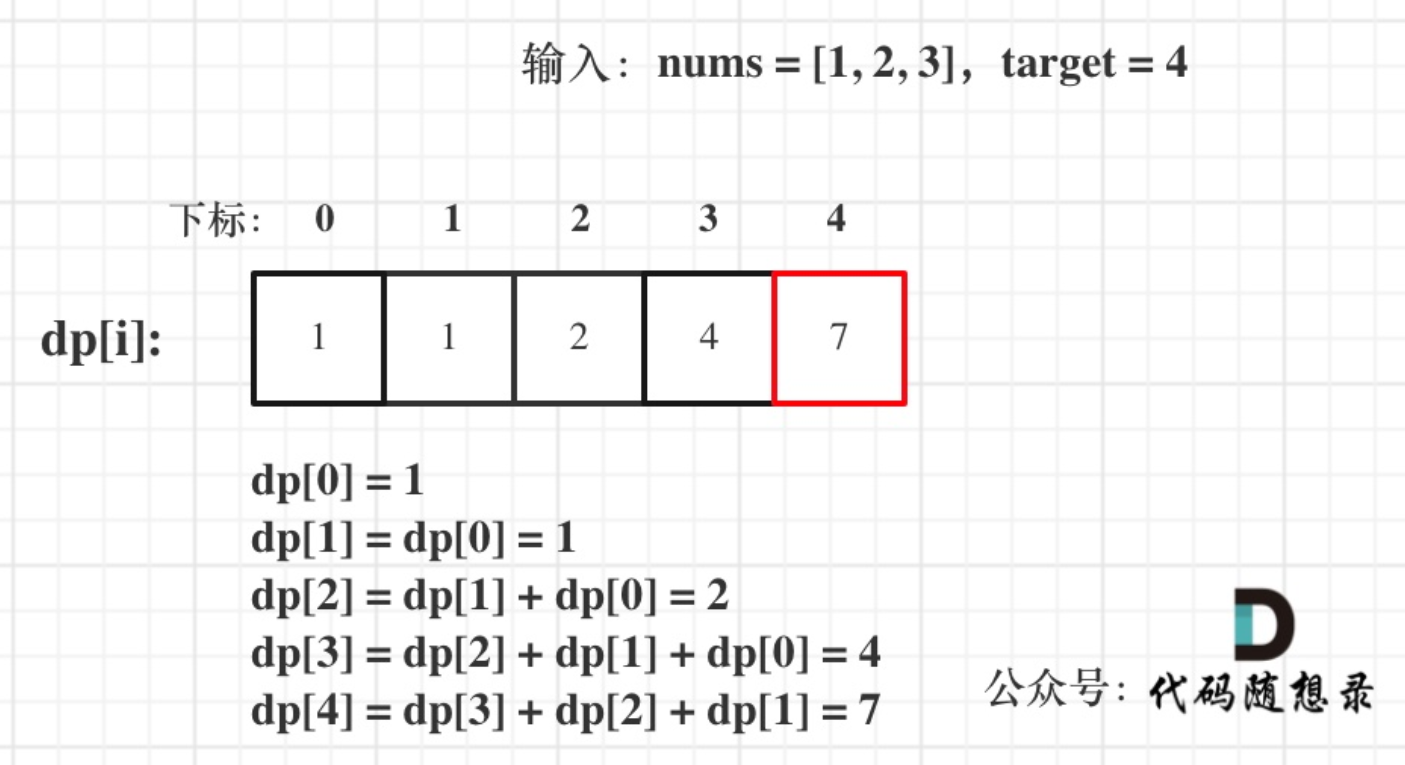 输入：nums = [1, 2, 3]，target = 4
下标： 0 1 2 3 4
dp[i]: 1 1 2 4 7
dp[0] = 1
dp[1] = dp[0] = 1
dp[2] = dp[1] + dp[0] = 2
dp[3] = dp[2] + dp[1] + dp[0] = 4
dp[4] = dp[3] + dp[2] + dp[1] = 7
公众号：代码随想录